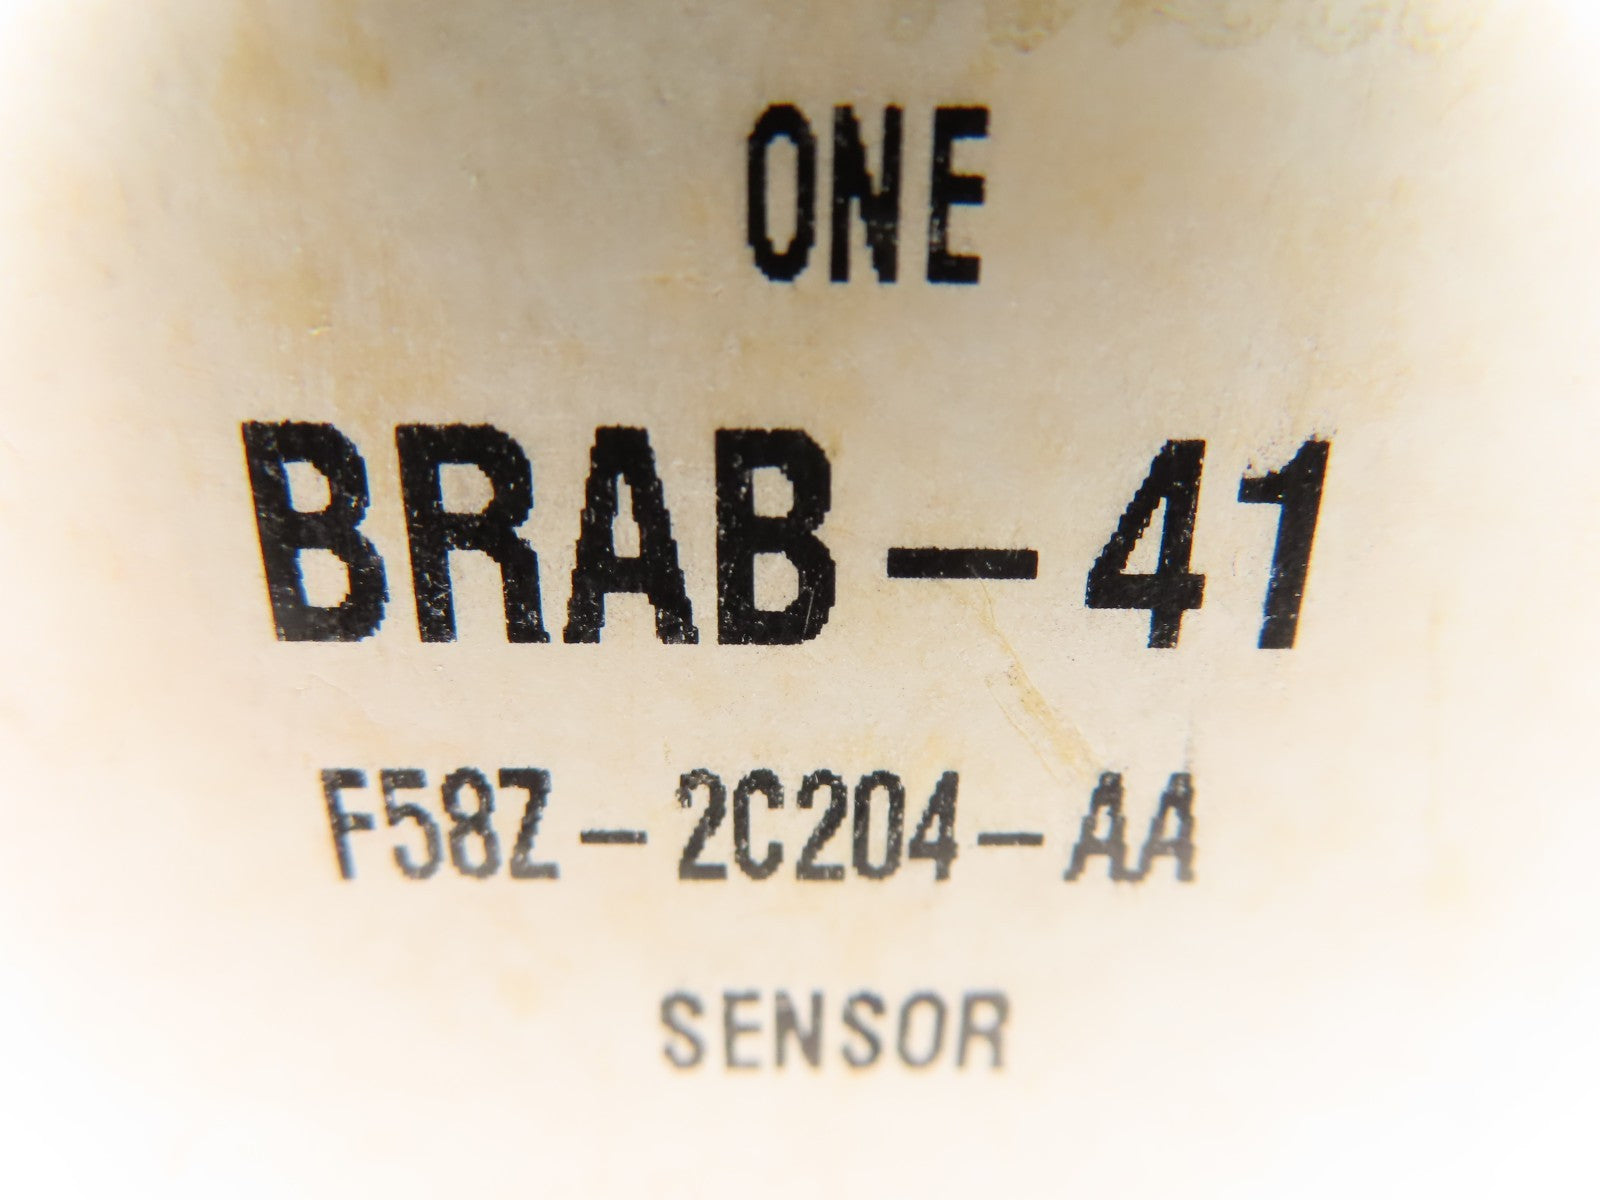 ONE
BRAB-41
F58Z-2C204-AA
SENSOR